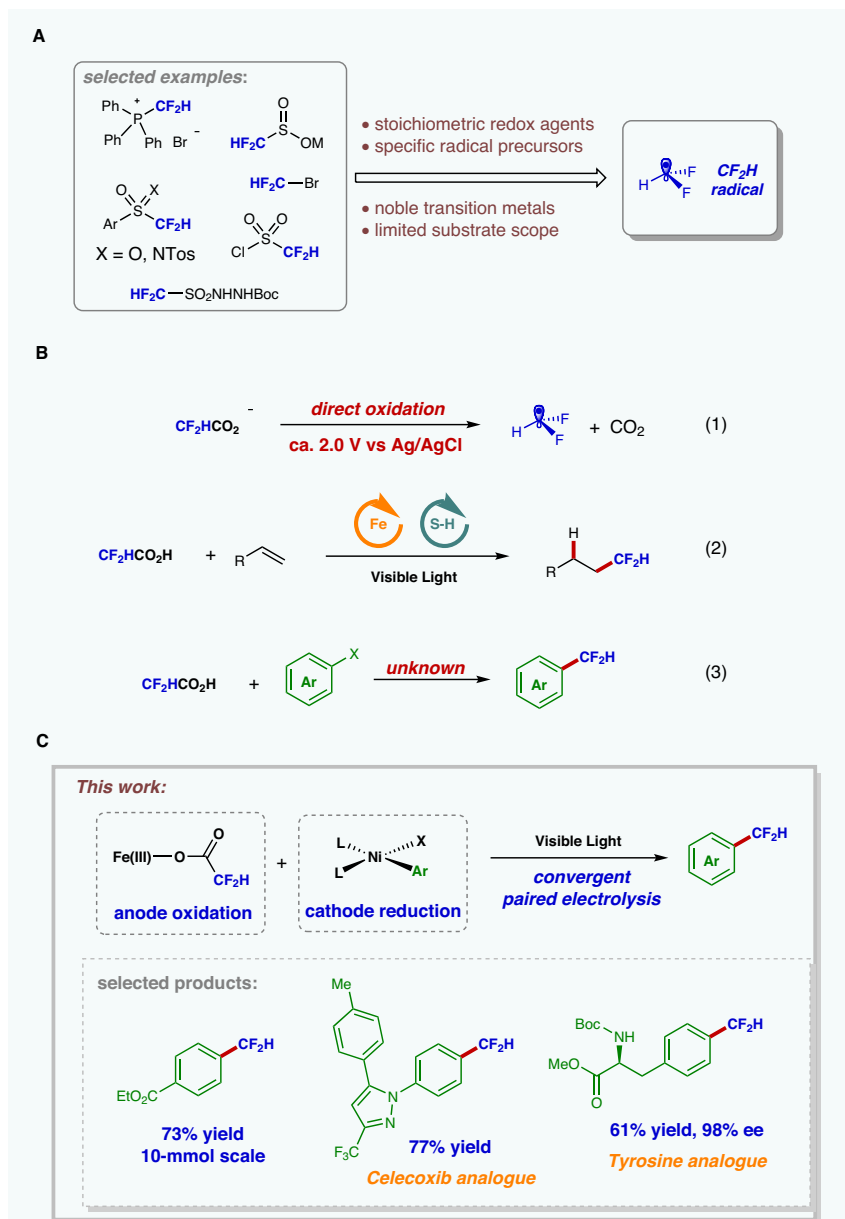 A
selected examples:
Ph
+
P
CF₂H
Ph
Ph
Br
-
O
S
HF₂C
OM
HF₂C
Br
O
X
S
Ar
CF₂H
X = O, NTos
O
O
S
Cl
CF₂H
HF₂C
SO₂NHNHBoc
• stoichiometric redox agents
• specific radical precursors
• noble transition metals
• limited substrate scope
H
F
F
CF₂H
radical
B
CF₂HCO₂
-
direct oxidation
ca. 2.0 V vs Ag/AgCl
H
F
F
+ CO₂
(1)
CF₂HCO₂H
+
R
Fe
S-H
Visible Light
H
R
CF₂H
(2)
CF₂HCO₂H
+
Ar
X
unknown
Ar
CF₂H
(3)
C
This work:
Fe(III)
O
O
CF₂H
anode oxidation
+
L
L
Ni
X
Ar
cathode reduction
Visible Light
convergent
paired electrolysis
Ar
CF₂H
selected products:
EtO₂C
CF₂H
73% yield
10-mmol scale
Me
CF₂H
N
N
F₃C
77% yield
Celecoxib analogue
Boc
NH
MeO
O
CF₂H
61% yield, 98% ee
Tyrosine analogue